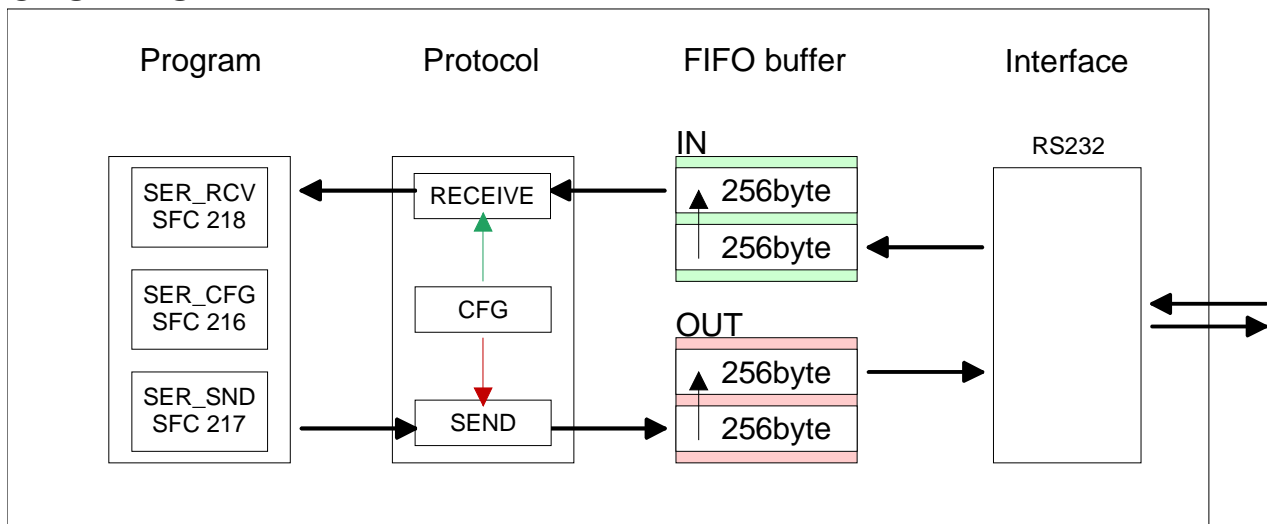 Program
Protocol
FIFO buffer
Interface
SER_RCV
SFC 218
SER_CFG
SFC 216
SER_SND
SFC 217
RECEIVE
CFG
SEND
IN
256byte
256byte
OUT
256byte
256byte
RS232